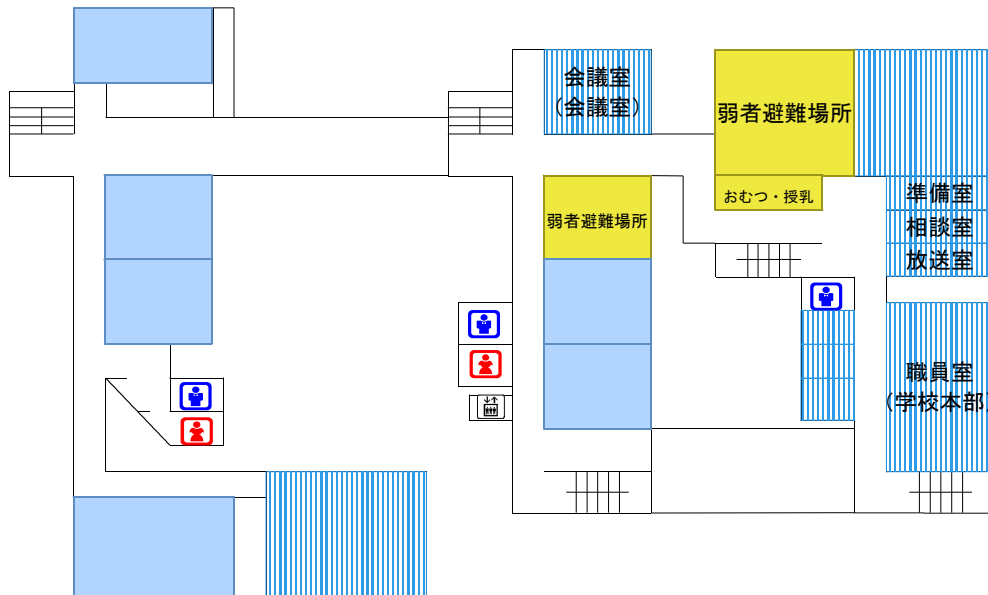 会議室
（会議室）
弱者避難場所
おむつ・授乳
準備室
相談室
放送室
弱者避難場所
職員室
（学校本部）